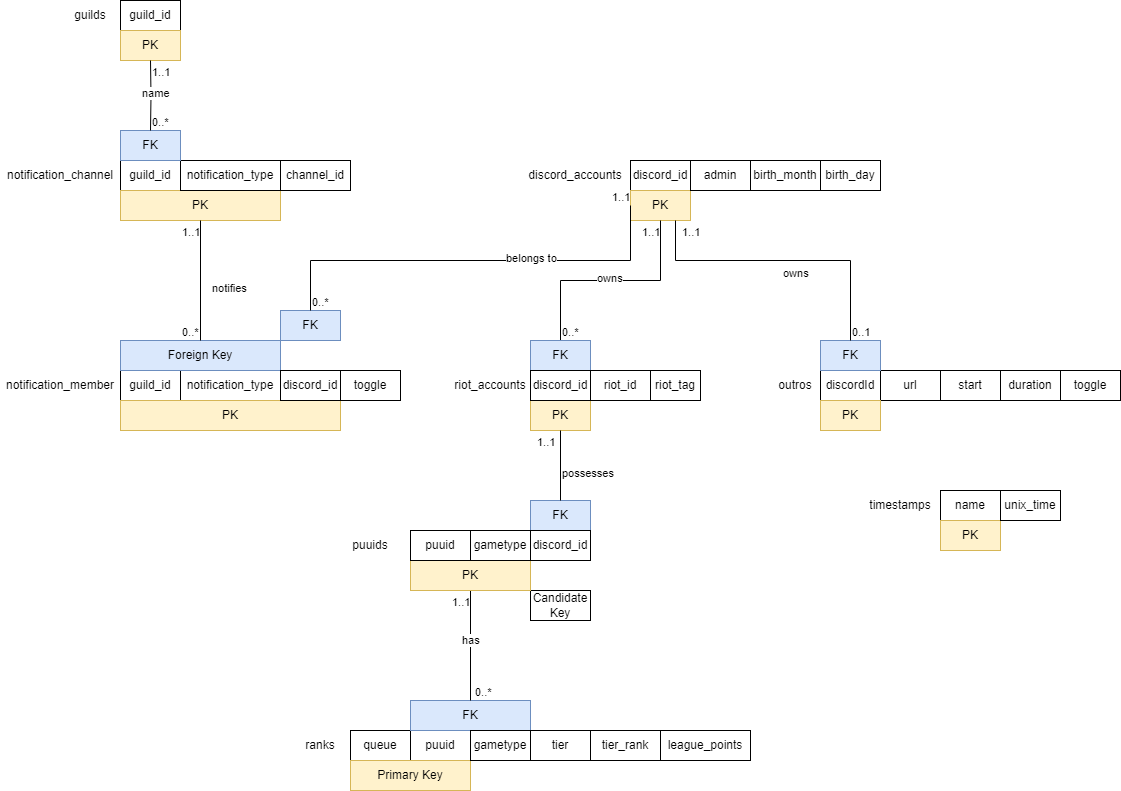 guilds guild_id
PK
1..1
name
0..*
FK
notification_channel guild_id notification_type channel_id
PK
1..1
notifies
0..*
discord_accounts discord_id admin birth_month birth_day
1..1 PK
1..1 1..1
belongs to
owns
owns
0..*
FK
0..*
0..1
Foreign Key
FK
FK
notification_member guild_id notification_type discord_id toggle
PK
riot_accounts discord_id riot_id riot_tag
PK
outros discordId url start duration toggle
PK
1..1
possesses
FK
timestamps name unix_time
PK
puuids puuid gametype discord_id
PK
Candidate
Key
1..1
has
0..*
FK
ranks queue puuid gametype tier tier_rank league_points
Primary Key